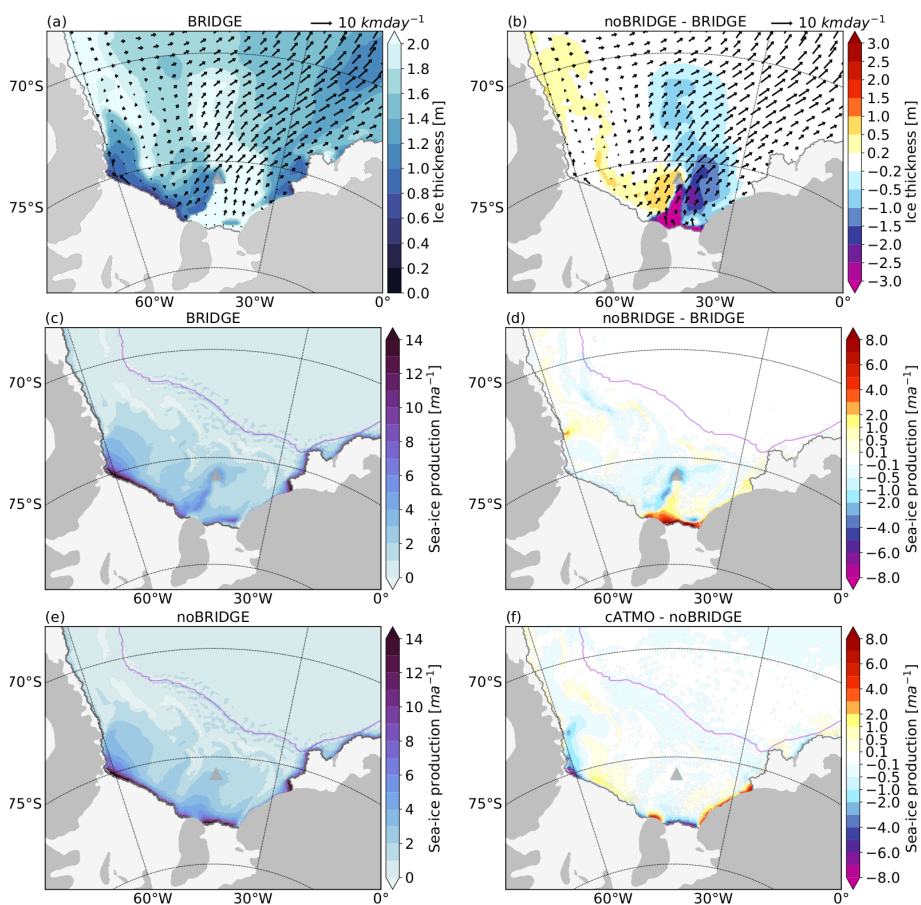 (a) BRIDGE 10 kmday⁻¹
(b) noBRIDGE - BRIDGE 10 kmday⁻¹
70°S
75°S
60°W 30°W 0°
2.0
1.8
1.6
1.4
1.2
1.0
0.8
0.6
0.4
0.2
0.0
Ice thickness [m]
60°W 30°W 0°
70°S
75°S
3.0
2.5
2.0
1.5
1.0
0.5
0.2
−0.2
−0.5
−1.0
−1.5
−2.0
−2.5
−3.0
Ice thickness [m]
(c) BRIDGE
70°S
75°S
60°W 30°W 0°
14
12
10
8
6
4
2
0
Sea-ice production [ma⁻¹]
(d) noBRIDGE - BRIDGE
70°S
75°S
60°W 30°W 0°
8.0
6.0
4.0
2.0
1.0
0.5
0.1
−0.1
−0.5
−1.0
−2.0
−4.0
−6.0
−8.0
Sea-ice production [ma⁻¹]
(e) noBRIDGE
70°S
75°S
60°W 30°W 0°
14
12
10
8
6
4
2
0
Sea-ice production [ma⁻¹]
(f) cATMO - noBRIDGE
70°S
75°S
60°W 30°W 0°
8.0
6.0
4.0
2.0
1.0
0.5
0.1
−0.1
−0.5
−1.0
−2.0
−4.0
−6.0
−8.0
Sea-ice production [ma⁻¹]